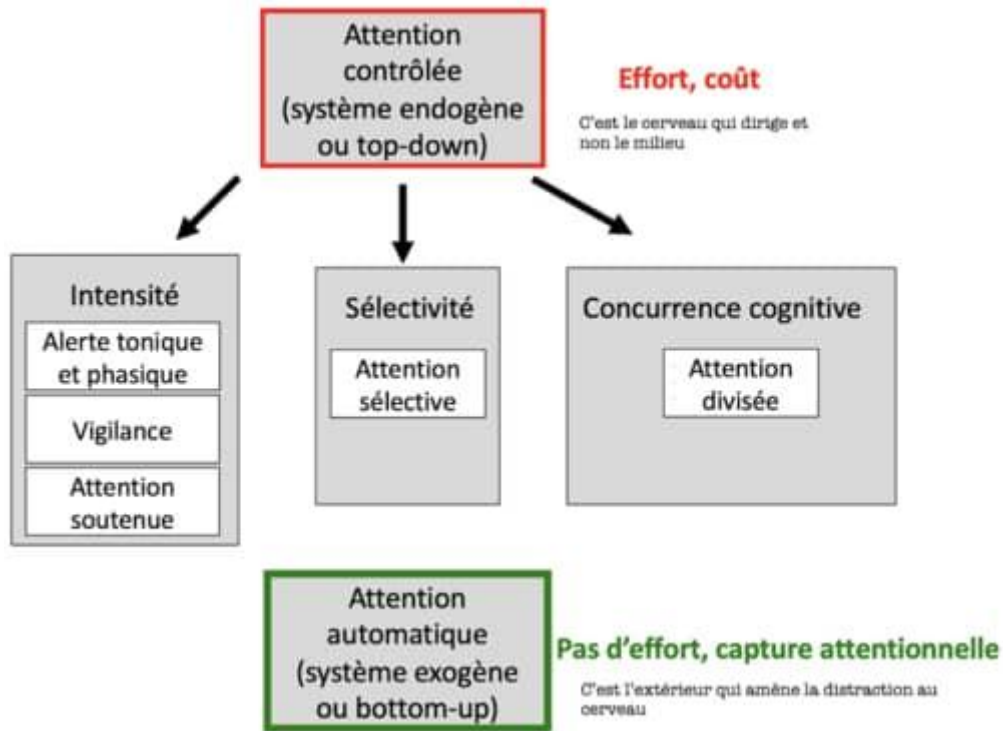 Attention
contrôlée
(système endogène
ou top-down)
Effort, coût
C'est le cerveau qui dirige et
non le milieu
Intensité
Alerte tonique
et phasique
Vigilance
Attention
soutenue
Sélectivité
Attention
sélective
Concurrence cognitive
Attention
divisée
Attention
automatique
(système exogène
ou bottom-up)
Pas d'effort, capture attentionnelle
C'est l'extérieur qui amène la distraction au
cerveau